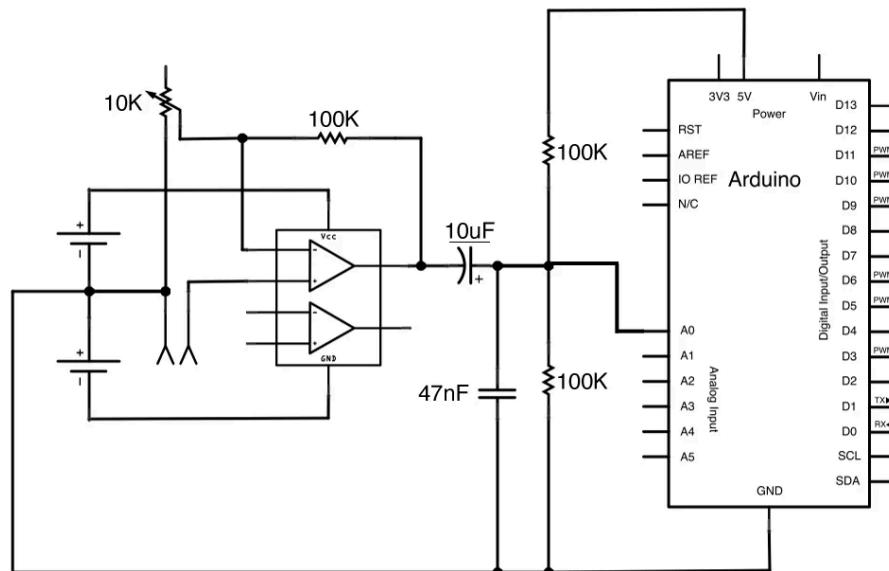 10K
100K
+
−
Vcc
−
+
−
+
GND
+
−
10uF
+
47nF
100K
100K
3V3 5V
Vin
Power
Arduino
RST
AREF
IO REF
N/C
A0
A1
A2
A3
A4
A5
Analog Input
Digital Input/Output
D13
D12
D11 PWM
D10 PWM
D9 PWM
D8
D7
D6 PWM
D5 PWM
D4
D3 PWM
D2
D1 TX
D0 RX
SCL
SDA
GND